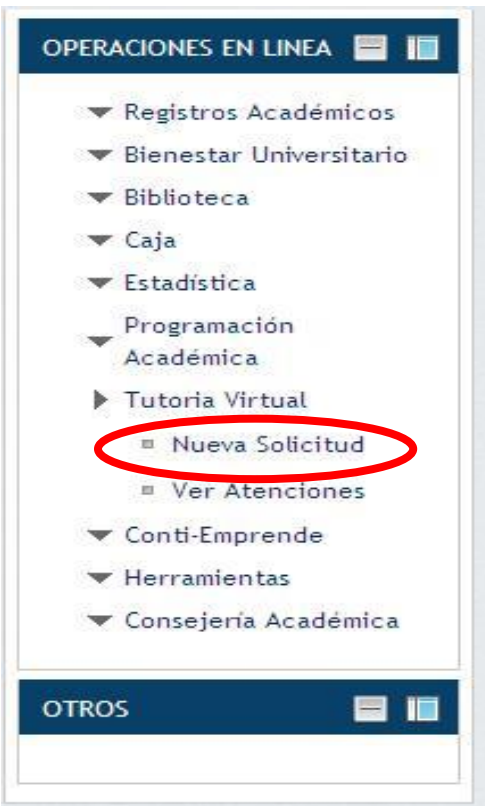 OPERACIONES EN LINEA
Registros Académicos
Bienestar Universitario
Biblioteca
Caja
Estadística
Programación
Académica
Tutoria Virtual
Nueva Solicitud
Ver Atenciones
Conti-Emprende
Herramientas
Consejería Académica
OTROS